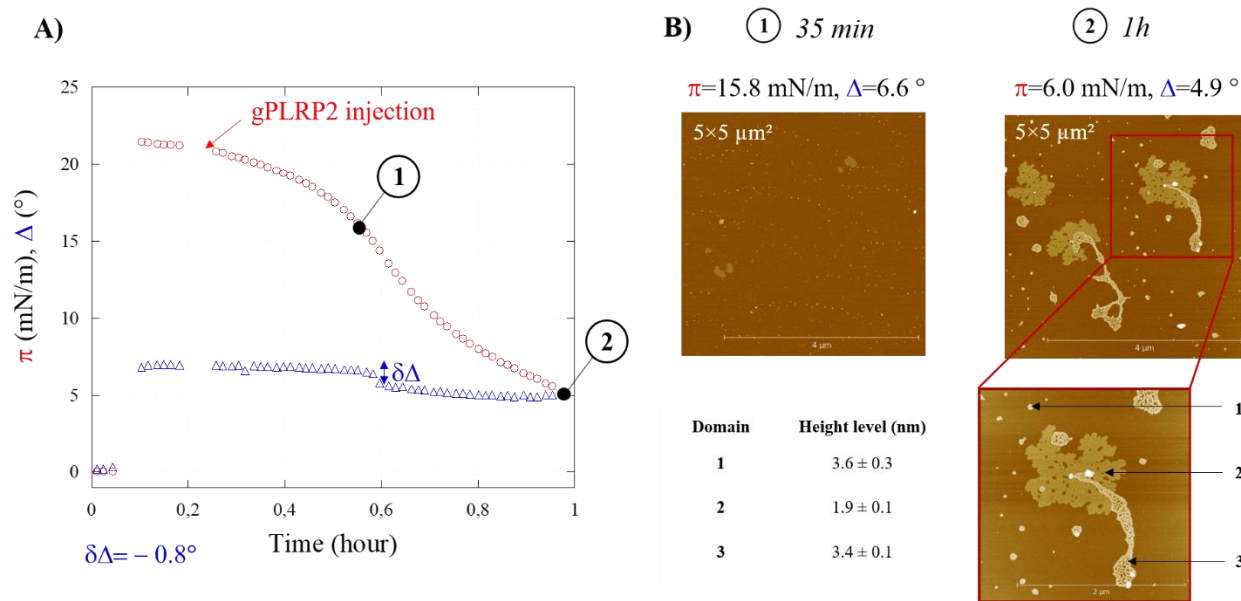 A)
25
20
15
10
5
0
π (mN/m), Δ (°)
gPLRP2 injection
1
2
δΔ
0
0,2
0,4
0,6
0,8
1
Time (hour)
δΔ= − 0.8°
B)
1 35 min
π=15.8 mN/m, Δ=6.6 °
5×5 µm²
4 µm
2 1h
π=6.0 mN/m, Δ=4.9 °
5×5 µm²
4 µm
Domain Height level (nm)
1 3.6 ± 0.3
2 1.9 ± 0.1
3 3.4 ± 0.1
1
2
3
2 µm